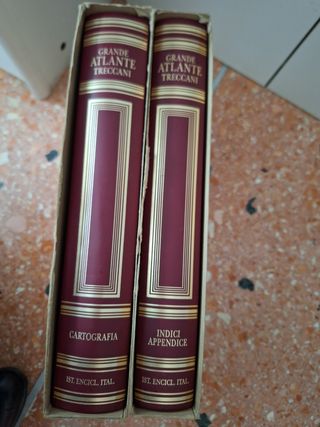 GRANDE
ATLANTE
TRECCANI
CARTOGRAFIA
IST. ENCICL. ITAL.
GRANDE
ATLANTE
TRECCANI
INDICI
APPENDICE
IST. ENCICL. ITAL.